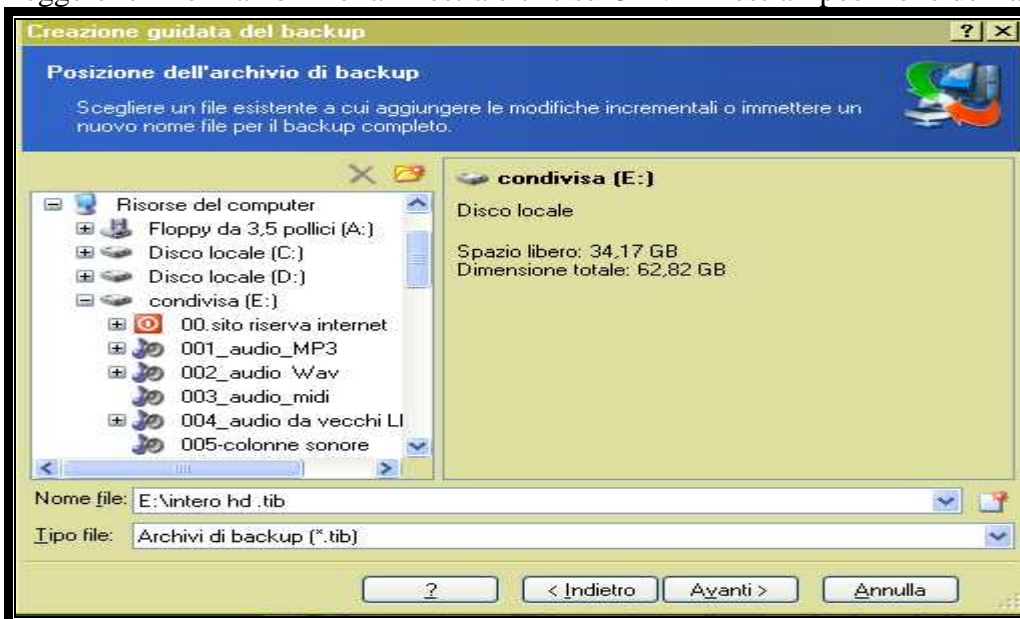 Creazione guidata del backup
Posizione dell'archivio di backup
Scegliere un file esistente a cui aggiungere le modifiche incrementali o immettere un
nuovo nome file per il backup completo.
Risorse del computer
Floppy da 3,5 pollici (A:)
Disco locale (C:)
Disco locale (D:)
condivisa (E:)
00.sito riserva internet
001_audio_MP3
002_audio Wav
003_audio_midi
004_audio da vecchi
005-colonne sonore
condivisa (E:)
Disco locale
Spazio libero: 34,17 GB
Dimensione totale: 62,82 GB
Nome file: E:\intero hd .tib
Tipo file: Archivi di backup (*.tib)
? < Indietro Avanti > Annulla